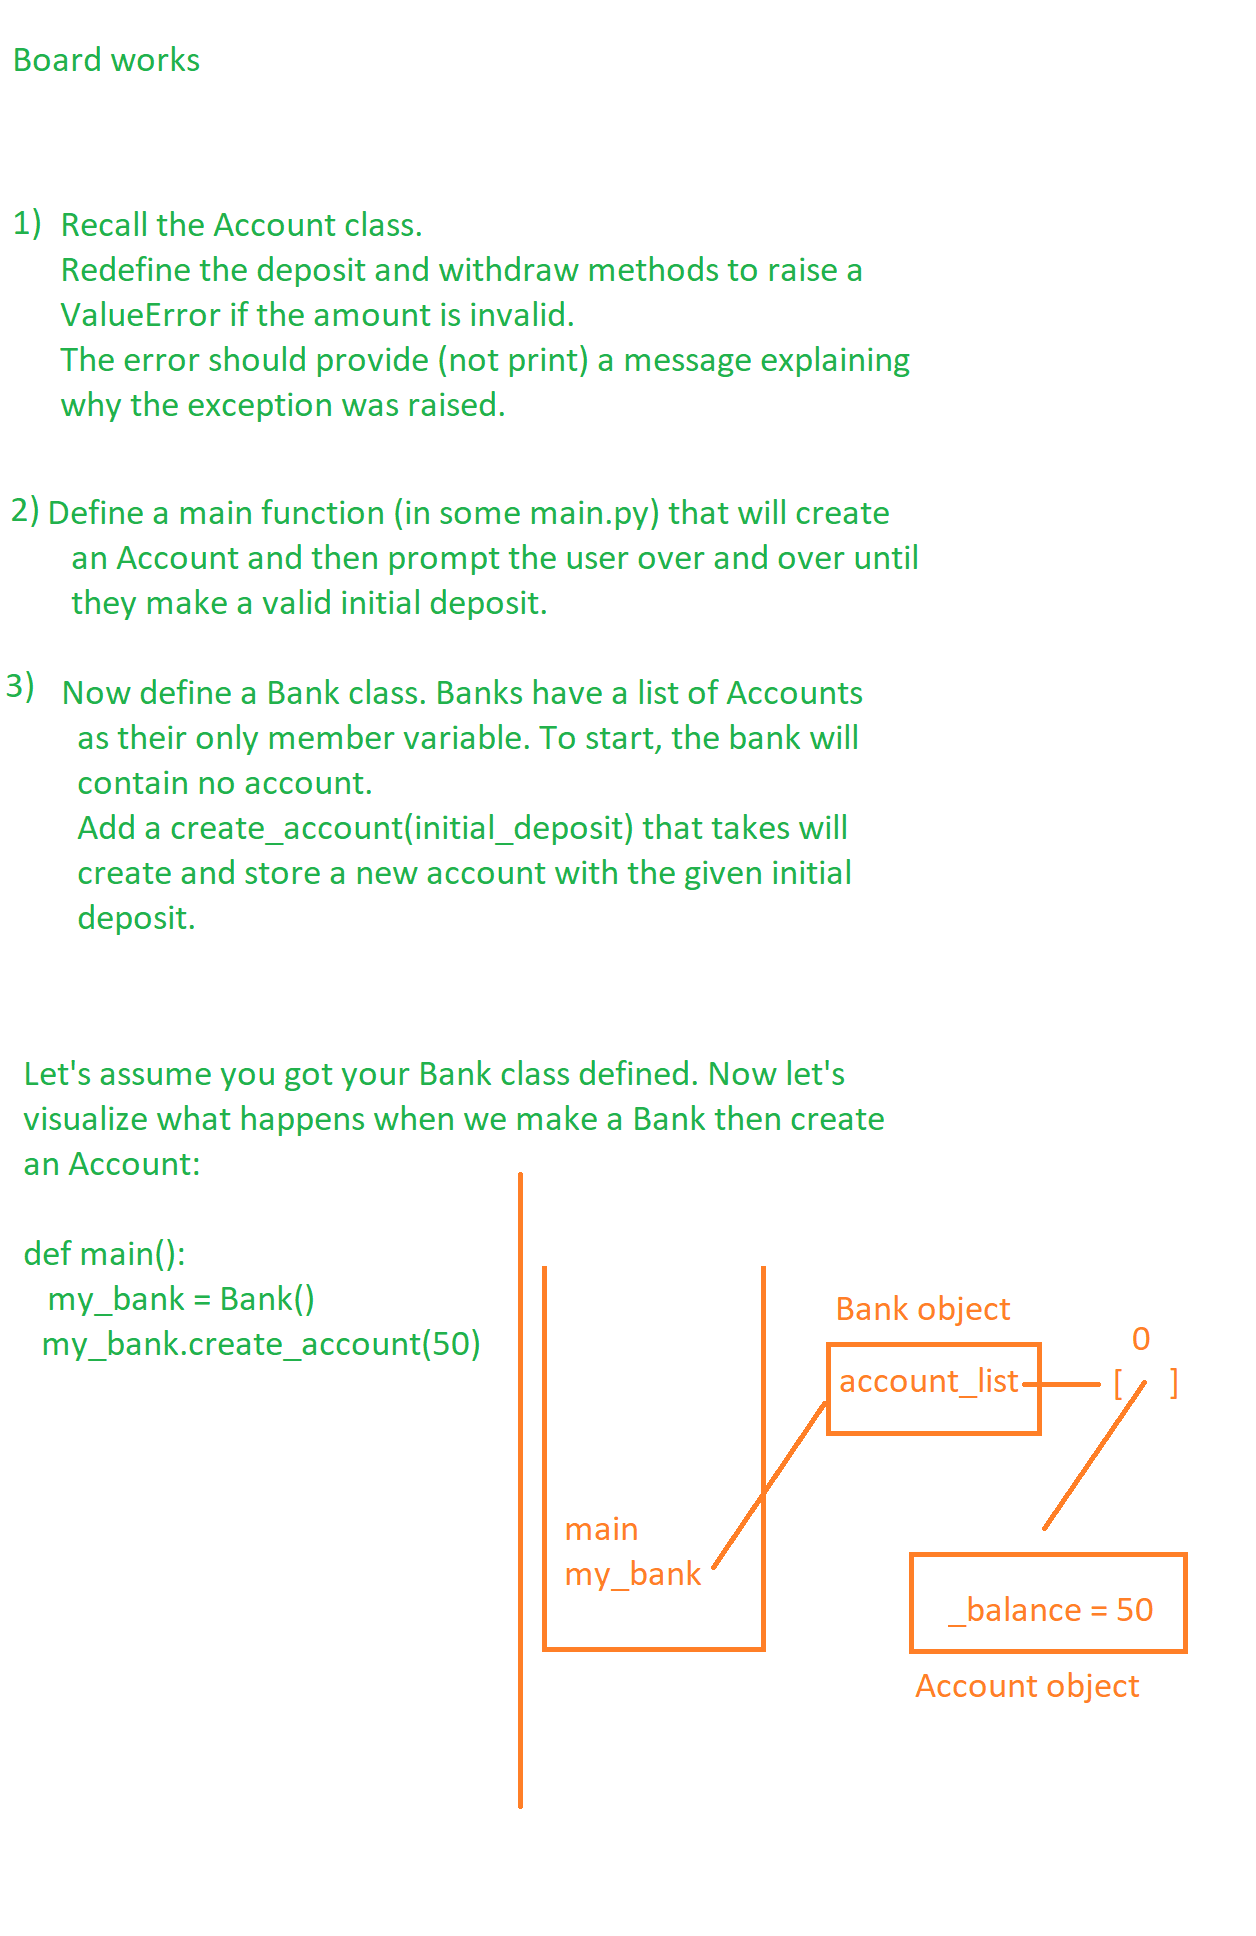 Board works
1) Recall the Account class.
Redefine the deposit and withdraw methods to raise a
ValueError if the amount is invalid.
The error should provide (not print) a message explaining
why the exception was raised.
2) Define a main function (in some main.py) that will create
an Account and then prompt the user over and over until
they make a valid initial deposit.
3) Now define a Bank class. Banks have a list of Accounts
as their only member variable. To start, the bank will
contain no account.
Add a create_account(initial_deposit) that takes will
create and store a new account with the given initial
deposit.
Let's assume you got your Bank class defined. Now let's
visualize what happens when we make a Bank then create
an Account:
def main():
my_bank = Bank()
my_bank.create_account(50)
Bank object
0
account_list
[ ]
main
my_bank
_balance = 50
Account object